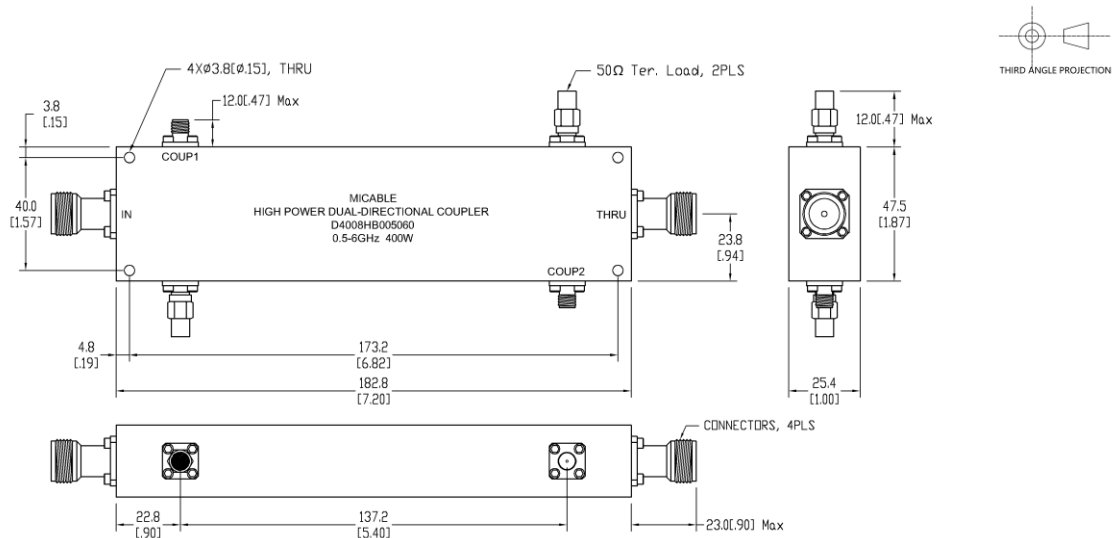 THIRD ANGLE PROJECTION
4XØ3.8[Ø.15], THRU
50Ω Ter. Load, 2PLS
3.8
[.15]
12.0[.47] Max
12.0[.47] Max
COUP1
40.0
[1.57]
IN
MICABLE
HIGH POWER DUAL-DIRECTIONAL COUPLER
D4008HB005060
0.5-6GHz 400W
THRU
47.5
[1.87]
23.8
[.94]
COUP2
4.8
[.19]
173.2
[6.82]
182.8
[7.20]
25.4
[1.00]
CONNECTORS, 4PLS
22.8
[.90]
137.2
[5.40]
23.0[.90] Max